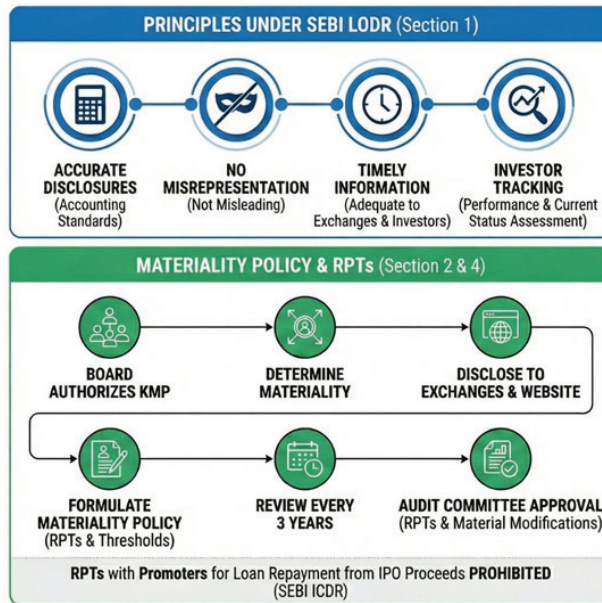 PRINCIPLES UNDER SEBI LODR (Section 1)
ACCURATE
DISCLOSURES
(Accounting
Standards)
NO
MISREPRESENTATION
(Not Misleading)
TIMELY
INFORMATION
(Adequate to
Exchanges & Investors)
INVESTOR
TRACKING
(Performance & Current
Status Assessment)
MATERIALITY POLICY & RPTs (Section 2 & 4)
BOARD
AUTHORIZES KMP
DETERMINE
MATERIALITY
DISCLOSE TO
EXCHANGES & WEBSITE
FORMULATE
MATERIALITY POLICY
(RPTs & Thresholds)
REVIEW EVERY
3 YEARS
AUDIT COMMITTEE APPROVAL
(RPTs & Material Modifications)
RPTs with Promoters for Loan Repayment from IPO Proceeds PROHIBITED
(SEBI ICDR)